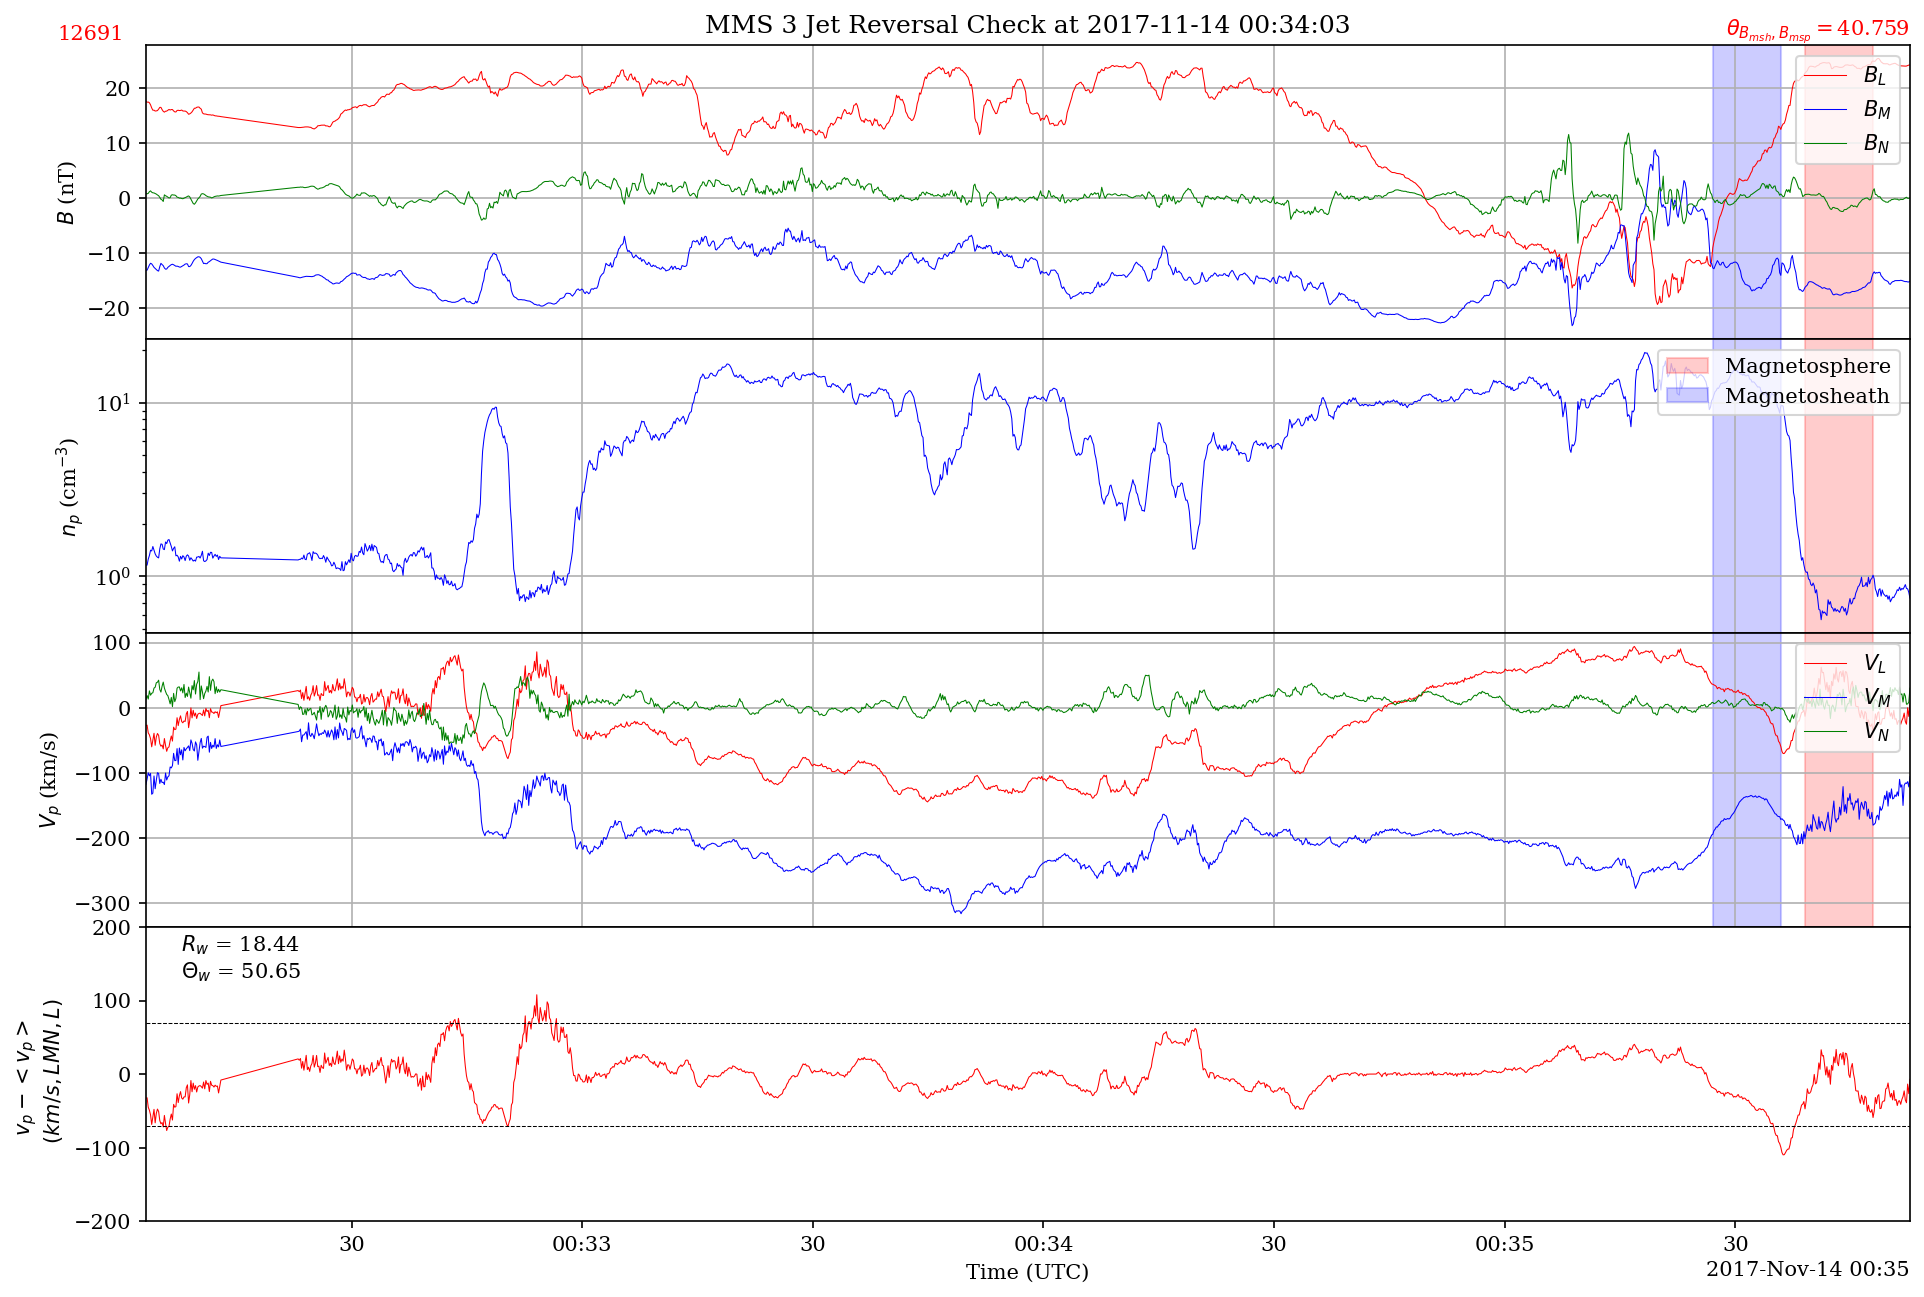 12691
MMS 3 Jet Reversal Check at 2017-11-14 00:34:03
θ_{B_{msh}, B_{msp}} = 40.759
B (nT)
20
10
0
−10
−20
B_L
B_M
B_N
n_p (cm^{−3})
10^1
10^0
Magnetosphere
Magnetosheath
V_p (km/s)
100
0
−100
−200
−300
V_L
V_M
V_N
v_p − < v_p >
(km/s, LMN, L)
200
100
0
−100
−200
R_w = 18.44
Θ_w = 50.65
30 00:33 30 00:34 30 00:35 30
Time (UTC)
2017-Nov-14 00:35